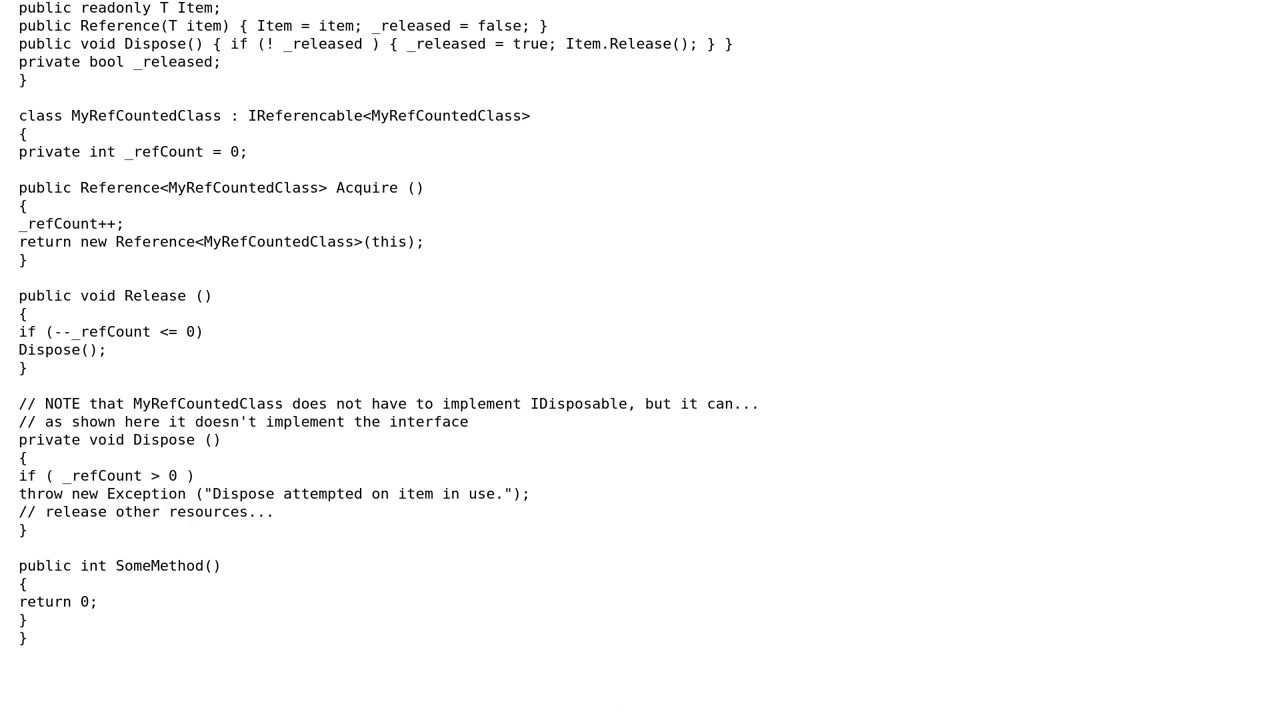 public readonly T Item;
public Reference(T item) { Item = item; _released = false; }
public void Dispose() { if (! _released ) { _released = true; Item.Release(); } }
private bool _released;
}

class MyRefCountedClass : IReferencable<MyRefCountedClass>
{
private int _refCount = 0;

public Reference<MyRefCountedClass> Acquire ()
{
_refCount++;
return new Reference<MyRefCountedClass>(this);
}

public void Release ()
{
if (--_refCount <= 0)
Dispose();
}

// NOTE that MyRefCountedClass does not have to implement IDisposable, but it can...
// as shown here it doesn't implement the interface
private void Dispose ()
{
if ( _refCount > 0 )
throw new Exception ("Dispose attempted on item in use.");
// release other resources...
}

public int SomeMethod()
{
return 0;
}
}